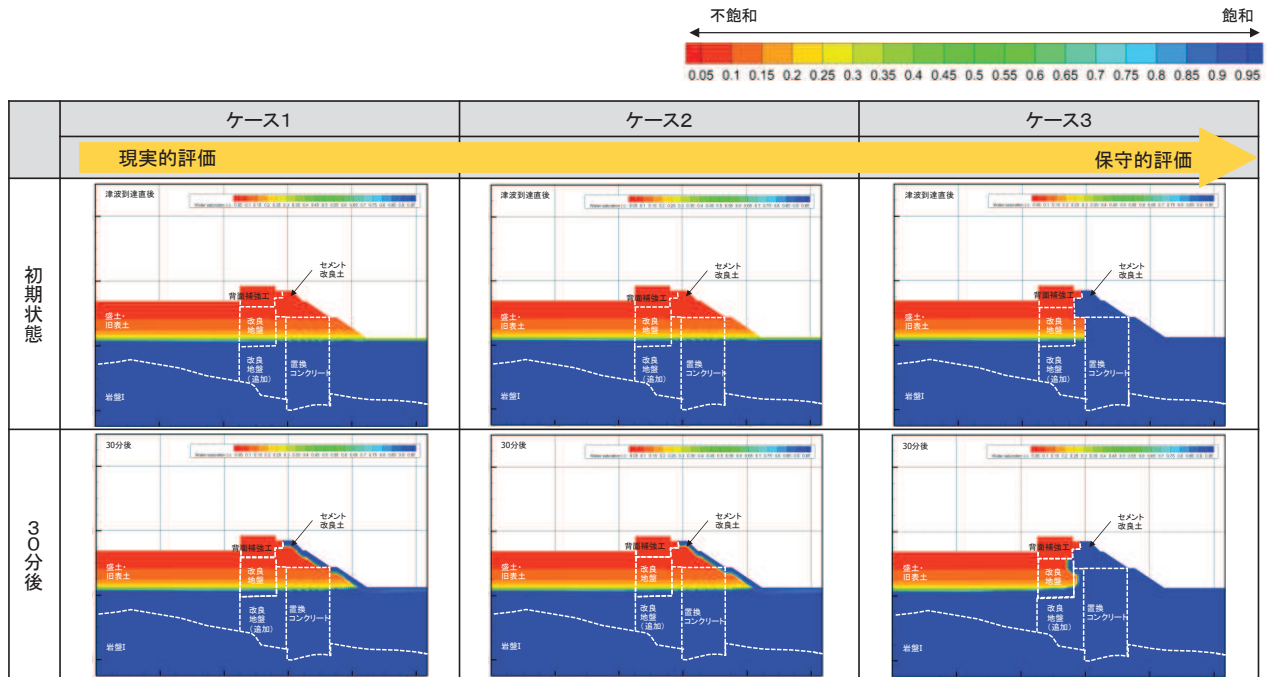 不飽和
飽和
0.05 0.1 0.15 0.2 0.25 0.3 0.35 0.4 0.45 0.5 0.55 0.6 0.65 0.7 0.75 0.8 0.85 0.9 0.95
ケース1
ケース2
ケース3
現実的評価
保守的評価
初期状態
津波到達直後
セメント
改良土
背面補強工
盛土・
旧表土
改良
地盤
改良
地盤
(追加)
置換
コンクリート
岩盤I
津波到達直後
セメント
改良土
背面補強工
盛土・
旧表土
改良
地盤
改良
地盤
(追加)
置換
コンクリート
岩盤I
津波到達直後
セメント
改良土
背面補強工
盛土・
旧表土
改良
地盤
改良
地盤
(追加)
置換
コンクリート
岩盤I
30分後
30分後
セメント
改良土
背面補強工
盛土・
旧表土
改良
地盤
改良
地盤
(追加)
置換
コンクリート
岩盤I
30分後
セメント
改良土
背面補強工
盛土・
旧表土
改良
地盤
改良
地盤
(追加)
置換
コンクリート
岩盤I
30分後
セメント
改良土
背面補強工
盛土・
旧表土
改良
地盤
改良
地盤
(追加)
置換
コンクリート
岩盤I